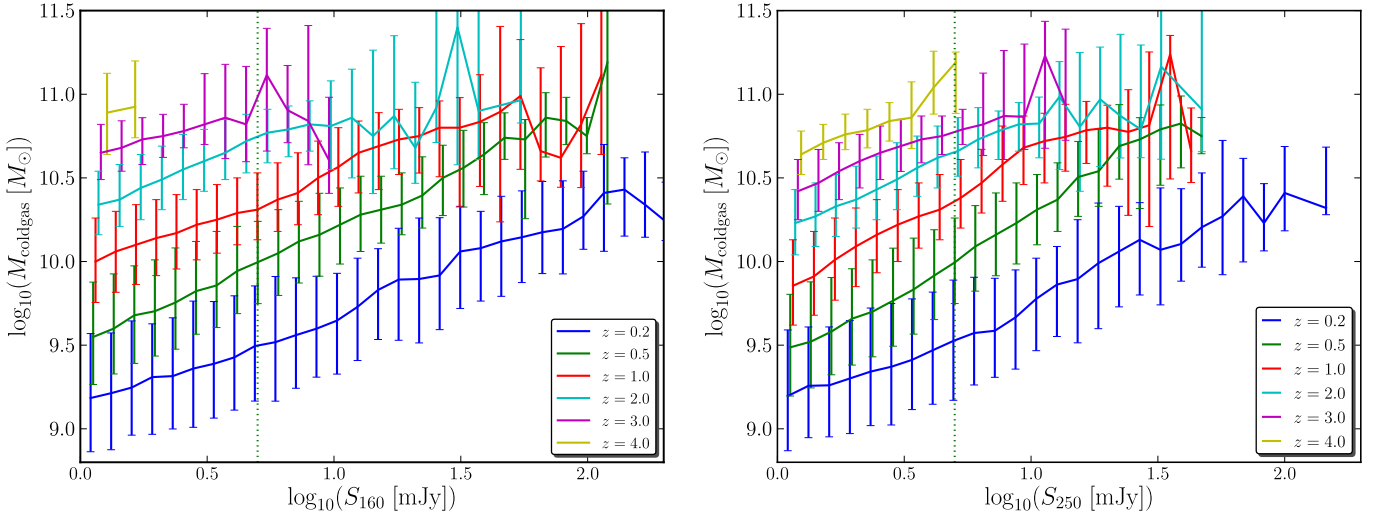 11.5
11.0
10.5
10.0
9.5
9.0
log₁₀(M_coldgas [M_⊙])
0.0 0.5 1.0 1.5 2.0
log₁₀(S₁₆₀ [mJy])
z = 0.2
z = 0.5
z = 1.0
z = 2.0
z = 3.0
z = 4.0
11.5
11.0
10.5
10.0
9.5
9.0
log₁₀(M_coldgas [M_⊙])
0.0 0.5 1.0 1.5 2.0
log₁₀(S₂₅₀ [mJy])
z = 0.2
z = 0.5
z = 1.0
z = 2.0
z = 3.0
z = 4.0